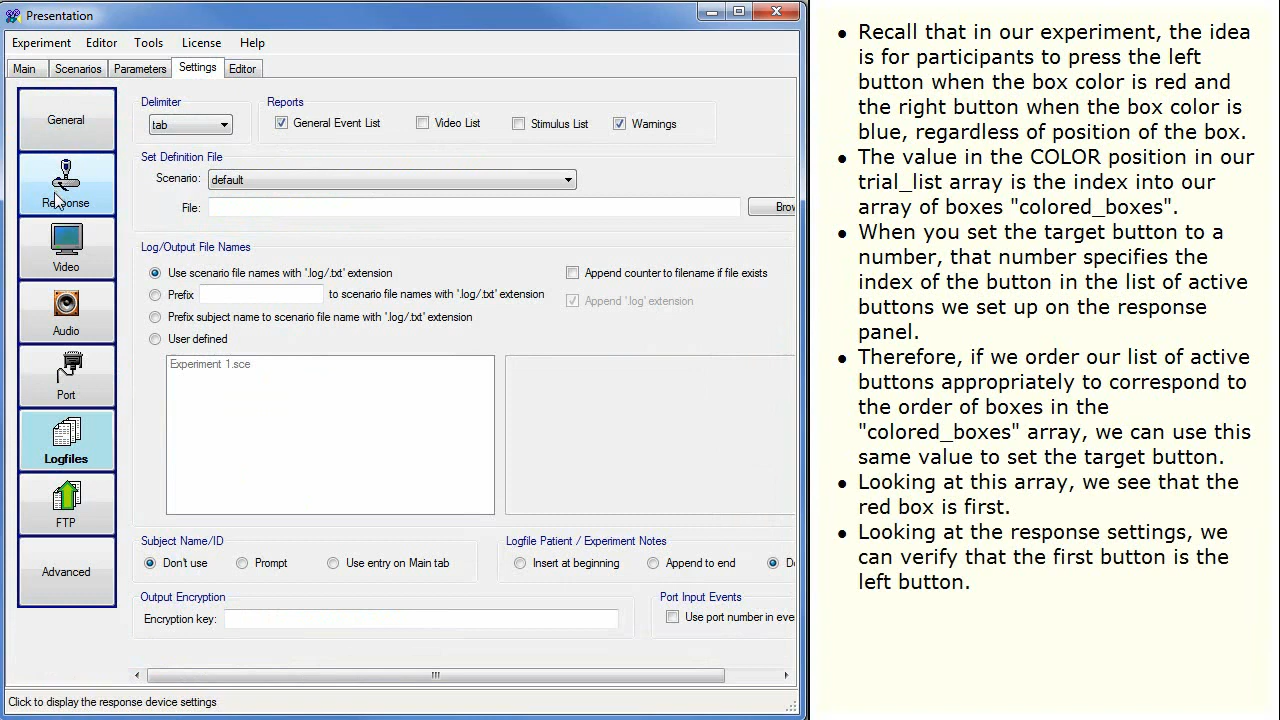 Presentation
Experiment Editor Tools License Help
Main Scenarios Parameters Settings Editor
General
Response
Video
Audio
Port
Logfiles
FTP
Advanced
Delimiter
tab
Reports
General Event List Video List Stimulus List Warnings
Set Definition File
Scenario: default
File: Brow
Log/Output File Names
Use scenario file names with '.log/.txt' extension
Prefix to scenario file names with '.log/.txt' extension
Prefix subject name to scenario file name with '.log/.txt' extension
User defined
Append counter to filename if file exists
Append '.log' extension
Experiment 1.sce
Subject Name/ID
Don't use Prompt Use entry on Main tab
Logfile Patient / Experiment Notes
Insert at beginning Append to end Do
Output Encryption
Encryption key:
Port Input Events
Use port number in eve
Click to display the response device settings
• Recall that in our experiment, the idea
is for participants to press the left
button when the box color is red and
the right button when the box color is
blue, regardless of position of the box.
• The value in the COLOR position in our
trial_list array is the index into our
array of boxes "colored_boxes".
• When you set the target button to a
number, that number specifies the
index of the button in the list of active
buttons we set up on the response
panel.
• Therefore, if we order our list of active
buttons appropriately to correspond to
the order of boxes in the
"colored_boxes" array, we can use this
same value to set the target button.
• Looking at this array, we see that the
red box is first.
• Looking at the response settings, we
can verify that the first button is the
left button.